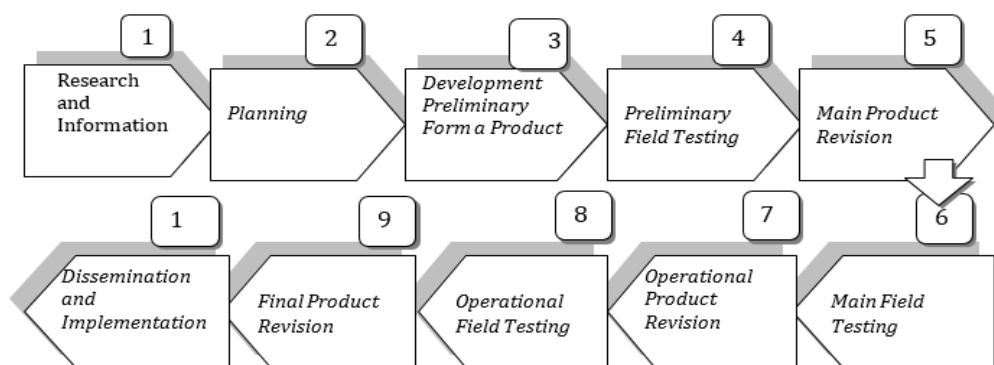 1
Research
and
Information
2
Planning
3
Development
Preliminary
Form a Product
4
Preliminary
Field Testing
5
Main Product
Revision
6
Main Field
Testing
7
Operational
Product
Revision
8
Operational
Field Testing
9
Final Product
Revision
1
Dissemination
and
Implementation